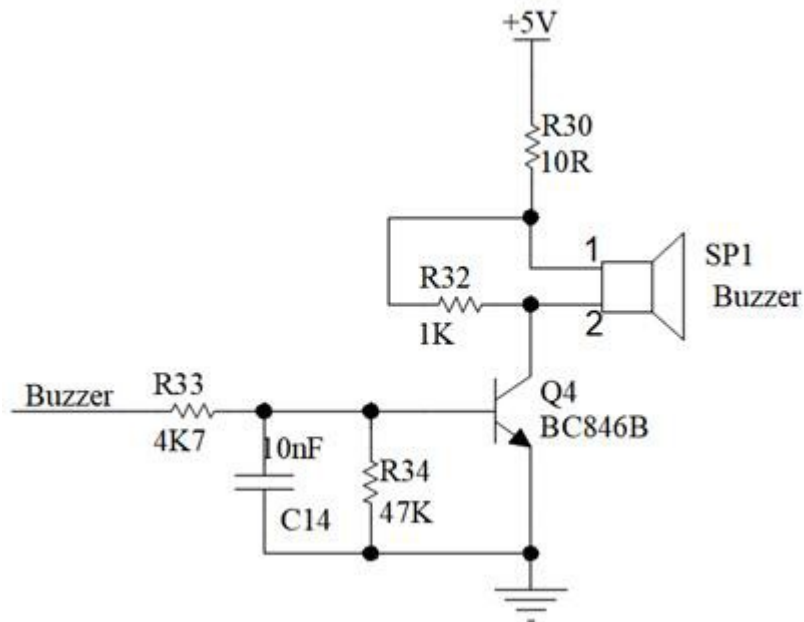 +5V
R30
10R
1
SP1
R32
Buzzer
1K
2
Buzzer
R33
Q4
4K7
10nF
BC846B
R34
C14
47K